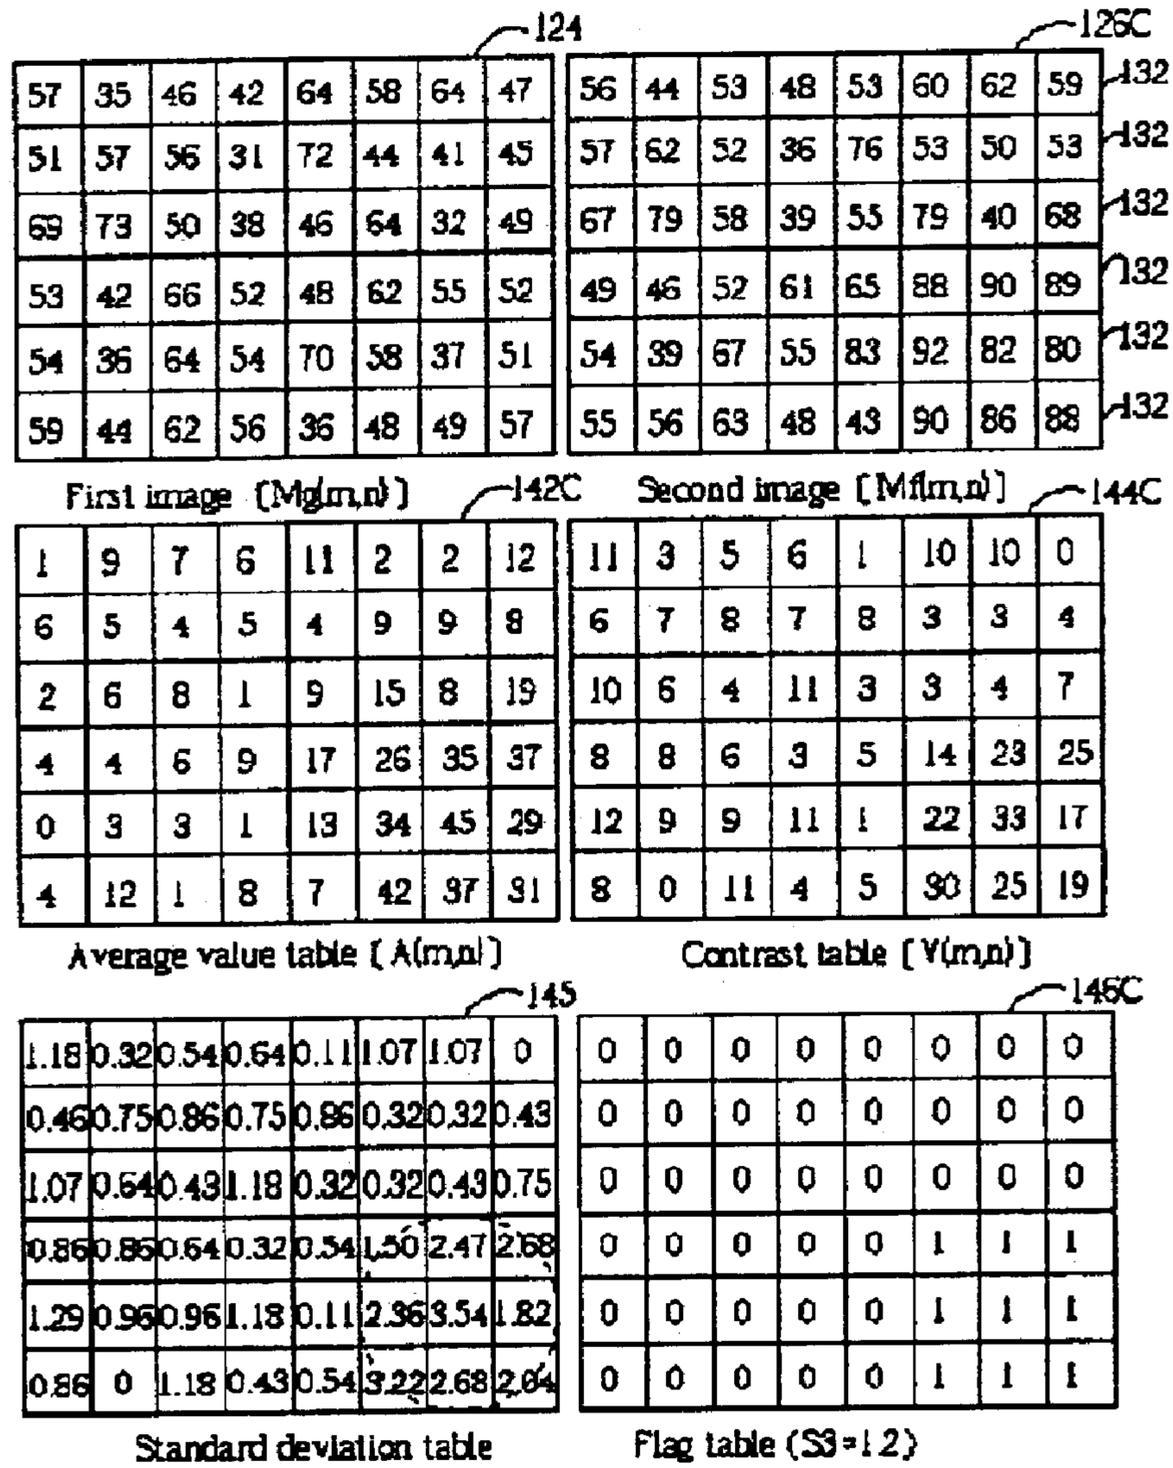 124
126C
57 35 46 42 64 58 64 47 56 44 53 48 53 60 62 59 132
51 57 56 31 72 44 41 45 57 62 52 36 76 53 50 53 132
69 73 50 38 46 64 32 49 67 79 58 39 55 79 40 68 132
53 42 66 52 48 62 55 52 49 46 52 61 65 88 90 89 132
54 36 64 54 70 58 37 51 54 39 67 55 83 92 82 80 132
59 44 62 56 36 48 49 57 55 56 63 48 43 90 86 88 132
First image [Mg(m,n)] 142C Second image [Mf(m,n)] 144C
1 9 7 6 11 2 2 12 11 3 5 6 1 10 10 0
6 5 4 5 4 9 9 8 6 7 8 7 8 3 3 4
2 6 8 1 9 15 8 19 10 6 4 11 3 3 4 7
4 4 6 9 17 26 35 37 8 8 6 3 5 14 23 25
0 3 3 1 13 34 45 29 12 9 9 11 1 22 33 17
4 12 1 8 7 42 37 31 8 0 11 4 5 30 25 19
Average value table [A(m,n)] Contrast table [V(m,n)]
145 146C
1.18 0.32 0.54 0.64 0.11 1.07 1.07 0 0 0 0 0 0 0 0 0
0.46 0.75 0.86 0.75 0.86 0.32 0.32 0.43 0 0 0 0 0 0 0 0
1.07 0.64 0.43 1.18 0.32 0.32 0.43 0.75 0 0 0 0 0 0 0 0
0.86 0.86 0.64 0.32 0.54 1.50 2.47 2.68 0 0 0 0 0 1 1 1
1.29 0.96 0.96 1.18 0.11 2.36 3.54 1.82 0 0 0 0 0 1 1 1
0.86 0 1.18 0.43 0.54 3.22 2.68 2.04 0 0 0 0 0 1 1 1
Standard deviation table Flag table (S3=1.2)